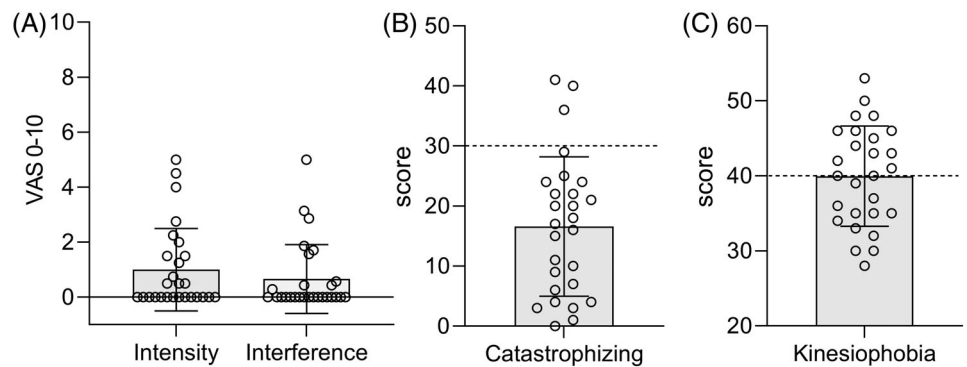 (A)
VAS 0-10
10
8
6
4
2
0
Intensity
Interference
(B)
score
50
40
30
20
10
0
Catastrophizing
(C)
score
60
50
40
30
20
Kinesiophobia